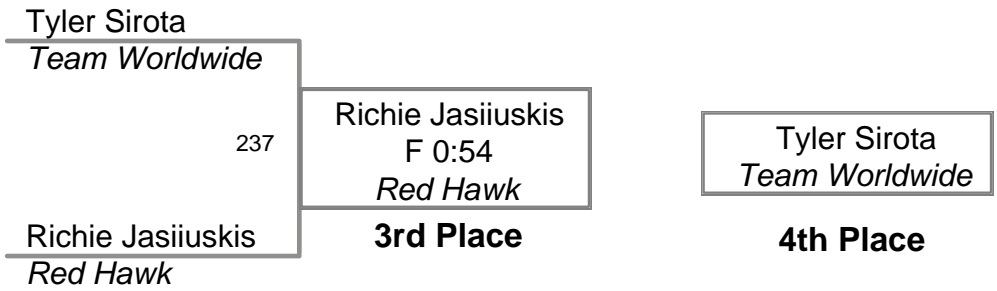 Tyler Sirota
Team Worldwide
237
Richie Jasiiuskis
F 0:54
Red Hawk
3rd Place
Richie Jasiiuskis
Red Hawk
Tyler Sirota
Team Worldwide
4th Place